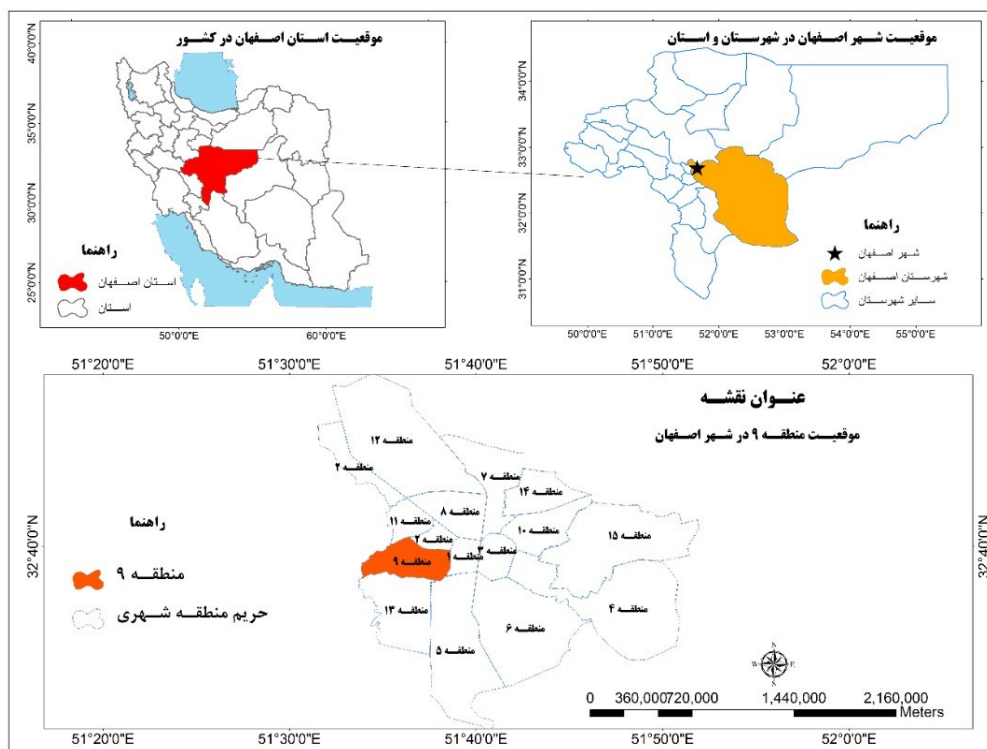 موقعیت استان اصفهان در کشور
40°0'0"N
35°0'0"N
30°0'0"N
25°0'0"N
راهنما
استان اصفهان
استان
50°0'0"E
60°0'0"E
موقعیت شهر اصفهان در شهرستان و استان
34°0'0"N
33°0'0"N
32°0'0"N
31°0'0"N
راهنما
شهر اصفهان
شهرستان اصفهان
سایر شهرستان
50°0'0"E
51°0'0"E
52°0'0"E
53°0'0"E
54°0'0"E
55°0'0"E
51°20'0"E
51°30'0"E
51°40'0"E
51°50'0"E
52°0'0"E
عنوان نقشه
موقعیت منطقه ۹ در شهر اصفهان
منطقه ۱۲
منطقه ۲
منطقه ۷
منطقه ۱۴
منطقه ۸
منطقه ۱۱
منطقه ۱۰
منطقه ۱۵
منطقه ۲
منطقه ۳
منطقه ۱
منطقه ۹
منطقه ۱۳
منطقه ۴
منطقه ۶
منطقه ۵
راهنما
منطقه ۹
حریم منطقه شهری
32°40'0"N
32°40'0"N
N
W
E
S
0 360,000 720,000 1,440,000 2,160,000
Meters
51°20'0"E
51°30'0"E
51°40'0"E
51°50'0"E
52°0'0"E